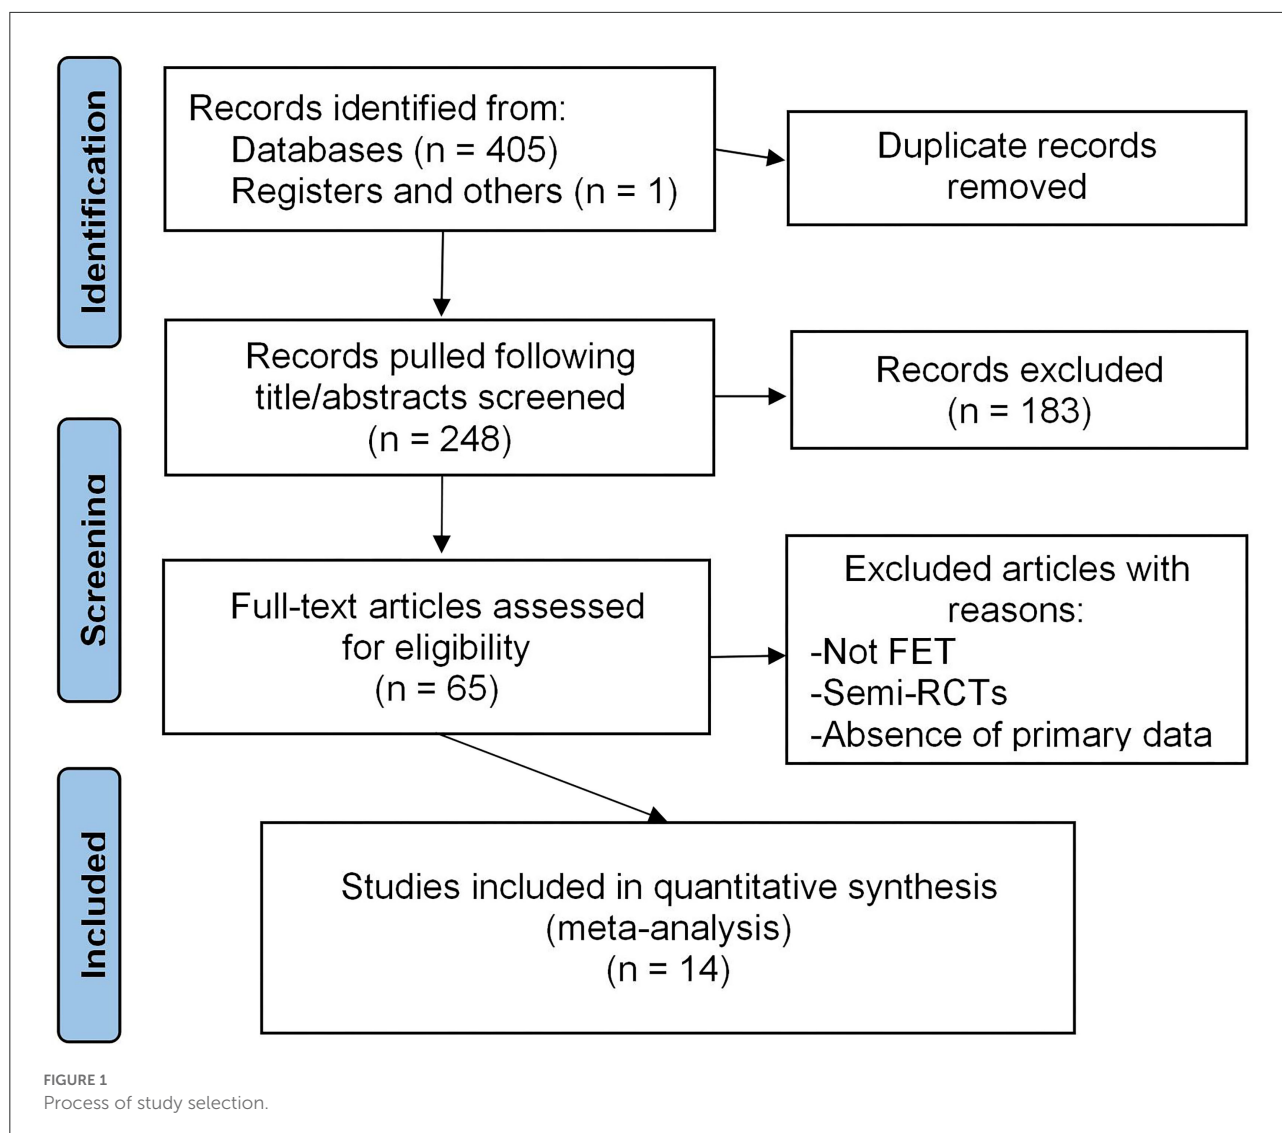 Identification
Records identified from:
Databases (n = 405)
Registers and others (n = 1)
Duplicate records
removed
Records pulled following
title/abstracts screened
(n = 248)
Records excluded
(n = 183)
Screening
Full-text articles assessed
for eligibility
(n = 65)
Excluded articles with
reasons:
-Not FET
-Semi-RCTs
-Absence of primary data
Included
Studies included in quantitative synthesis
(meta-analysis)
(n = 14)
FIGURE 1
Process of study selection.